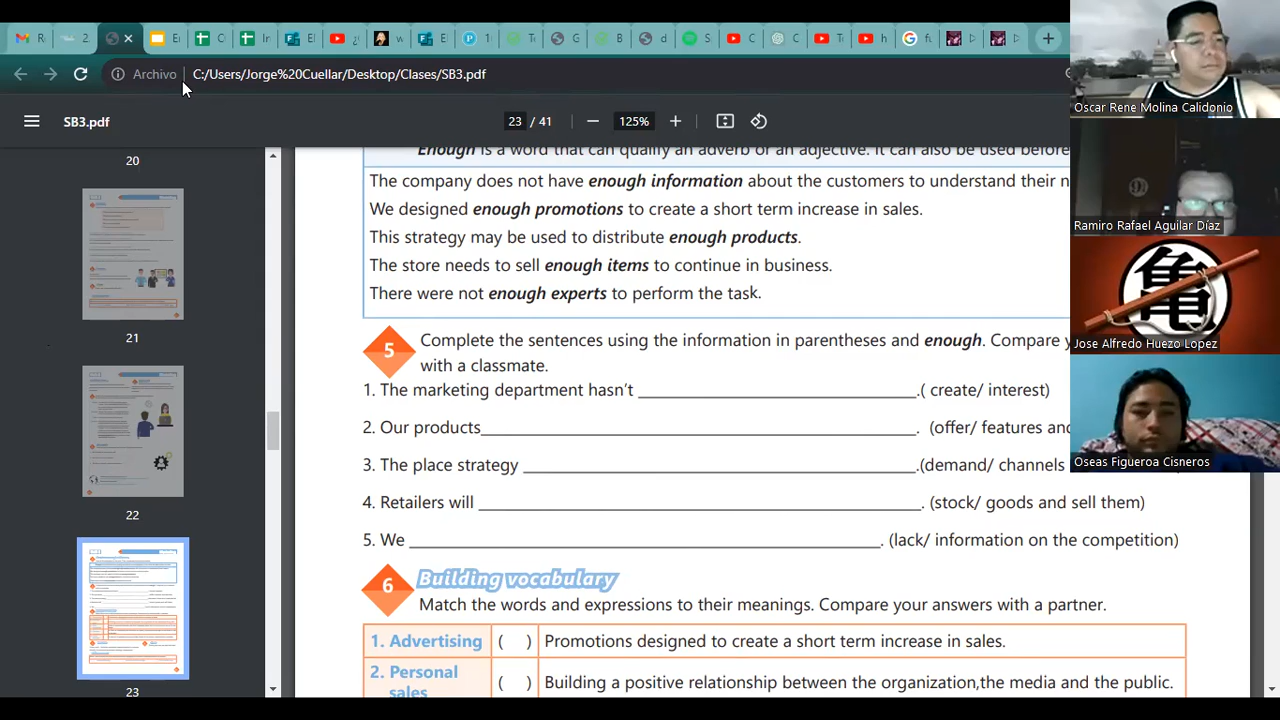 Archivo
C:/Users/Jorge%20Cuellar/Desktop/Clases/SB3.pdf
SB3.pdf
23 / 41
125%
20
21
22
23
Enough is a word that can qualify an adverb or an adjective. It can also be used before
The company does not have enough information about the customers to understand their n
We designed enough promotions to create a short term increase in sales.
This strategy may be used to distribute enough products.
The store needs to sell enough items to continue in business.
There were not enough experts to perform the task.
5
Complete the sentences using the information in parentheses and enough. Compare y
with a classmate.
1. The marketing department hasn't ____________________.( create/ interest)
2. Our products____________________. (offer/ features and
3. The place strategy ____________________.(demand/ channels
4. Retailers will ____________________. (stock/ goods and sell them)
5. We ____________________. (lack/ information on the competition)
6
Building vocabulary
Match the words and expressions to their meanings. Compare your answers with a partner.
1. Advertising ( ) Promotions designed to create a short term increase in sales.
2. Personal
sales ( ) Building a positive relationship between the organization,the media and the public.
Oscar Rene Molina Calidonio
Ramiro Rafael Aguilar Díaz
亀
Jose Alfredo Huezo Lopez
Oseas Figueroa Cisneros